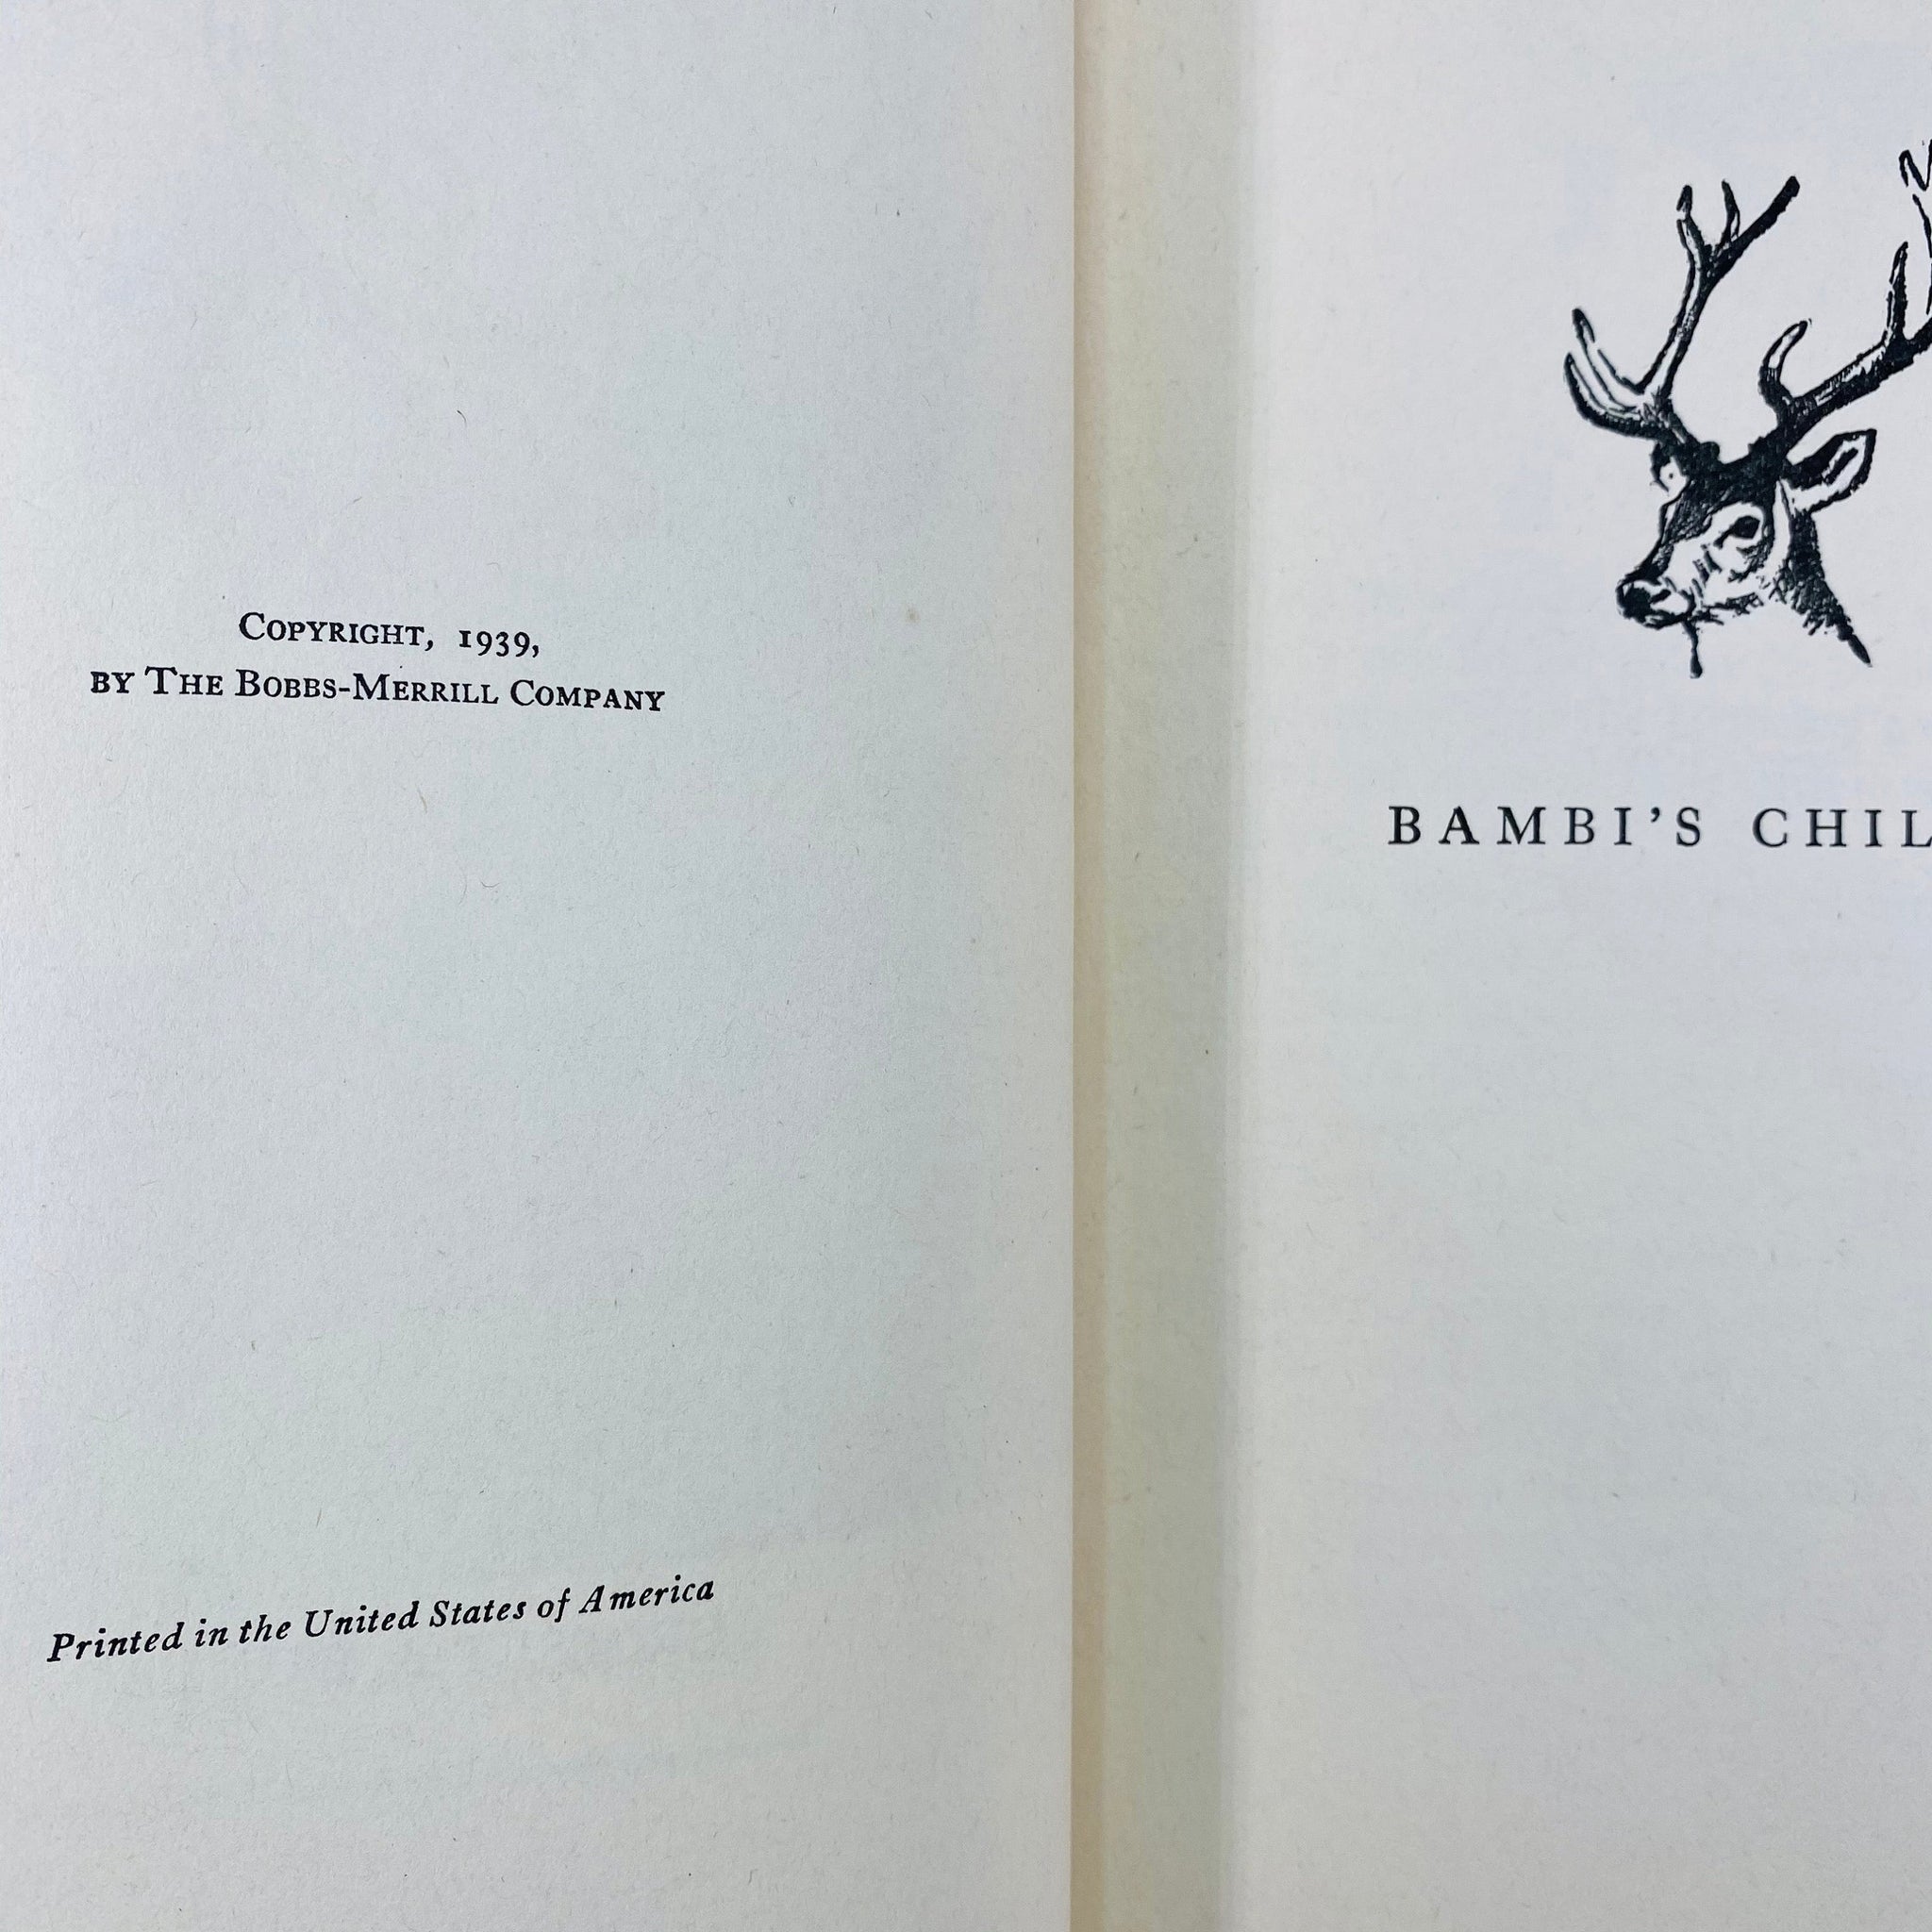 Copyright, 1939,
by The Bobbs-Merrill Company
Printed in the United States of America
BAMBI'S CHIL